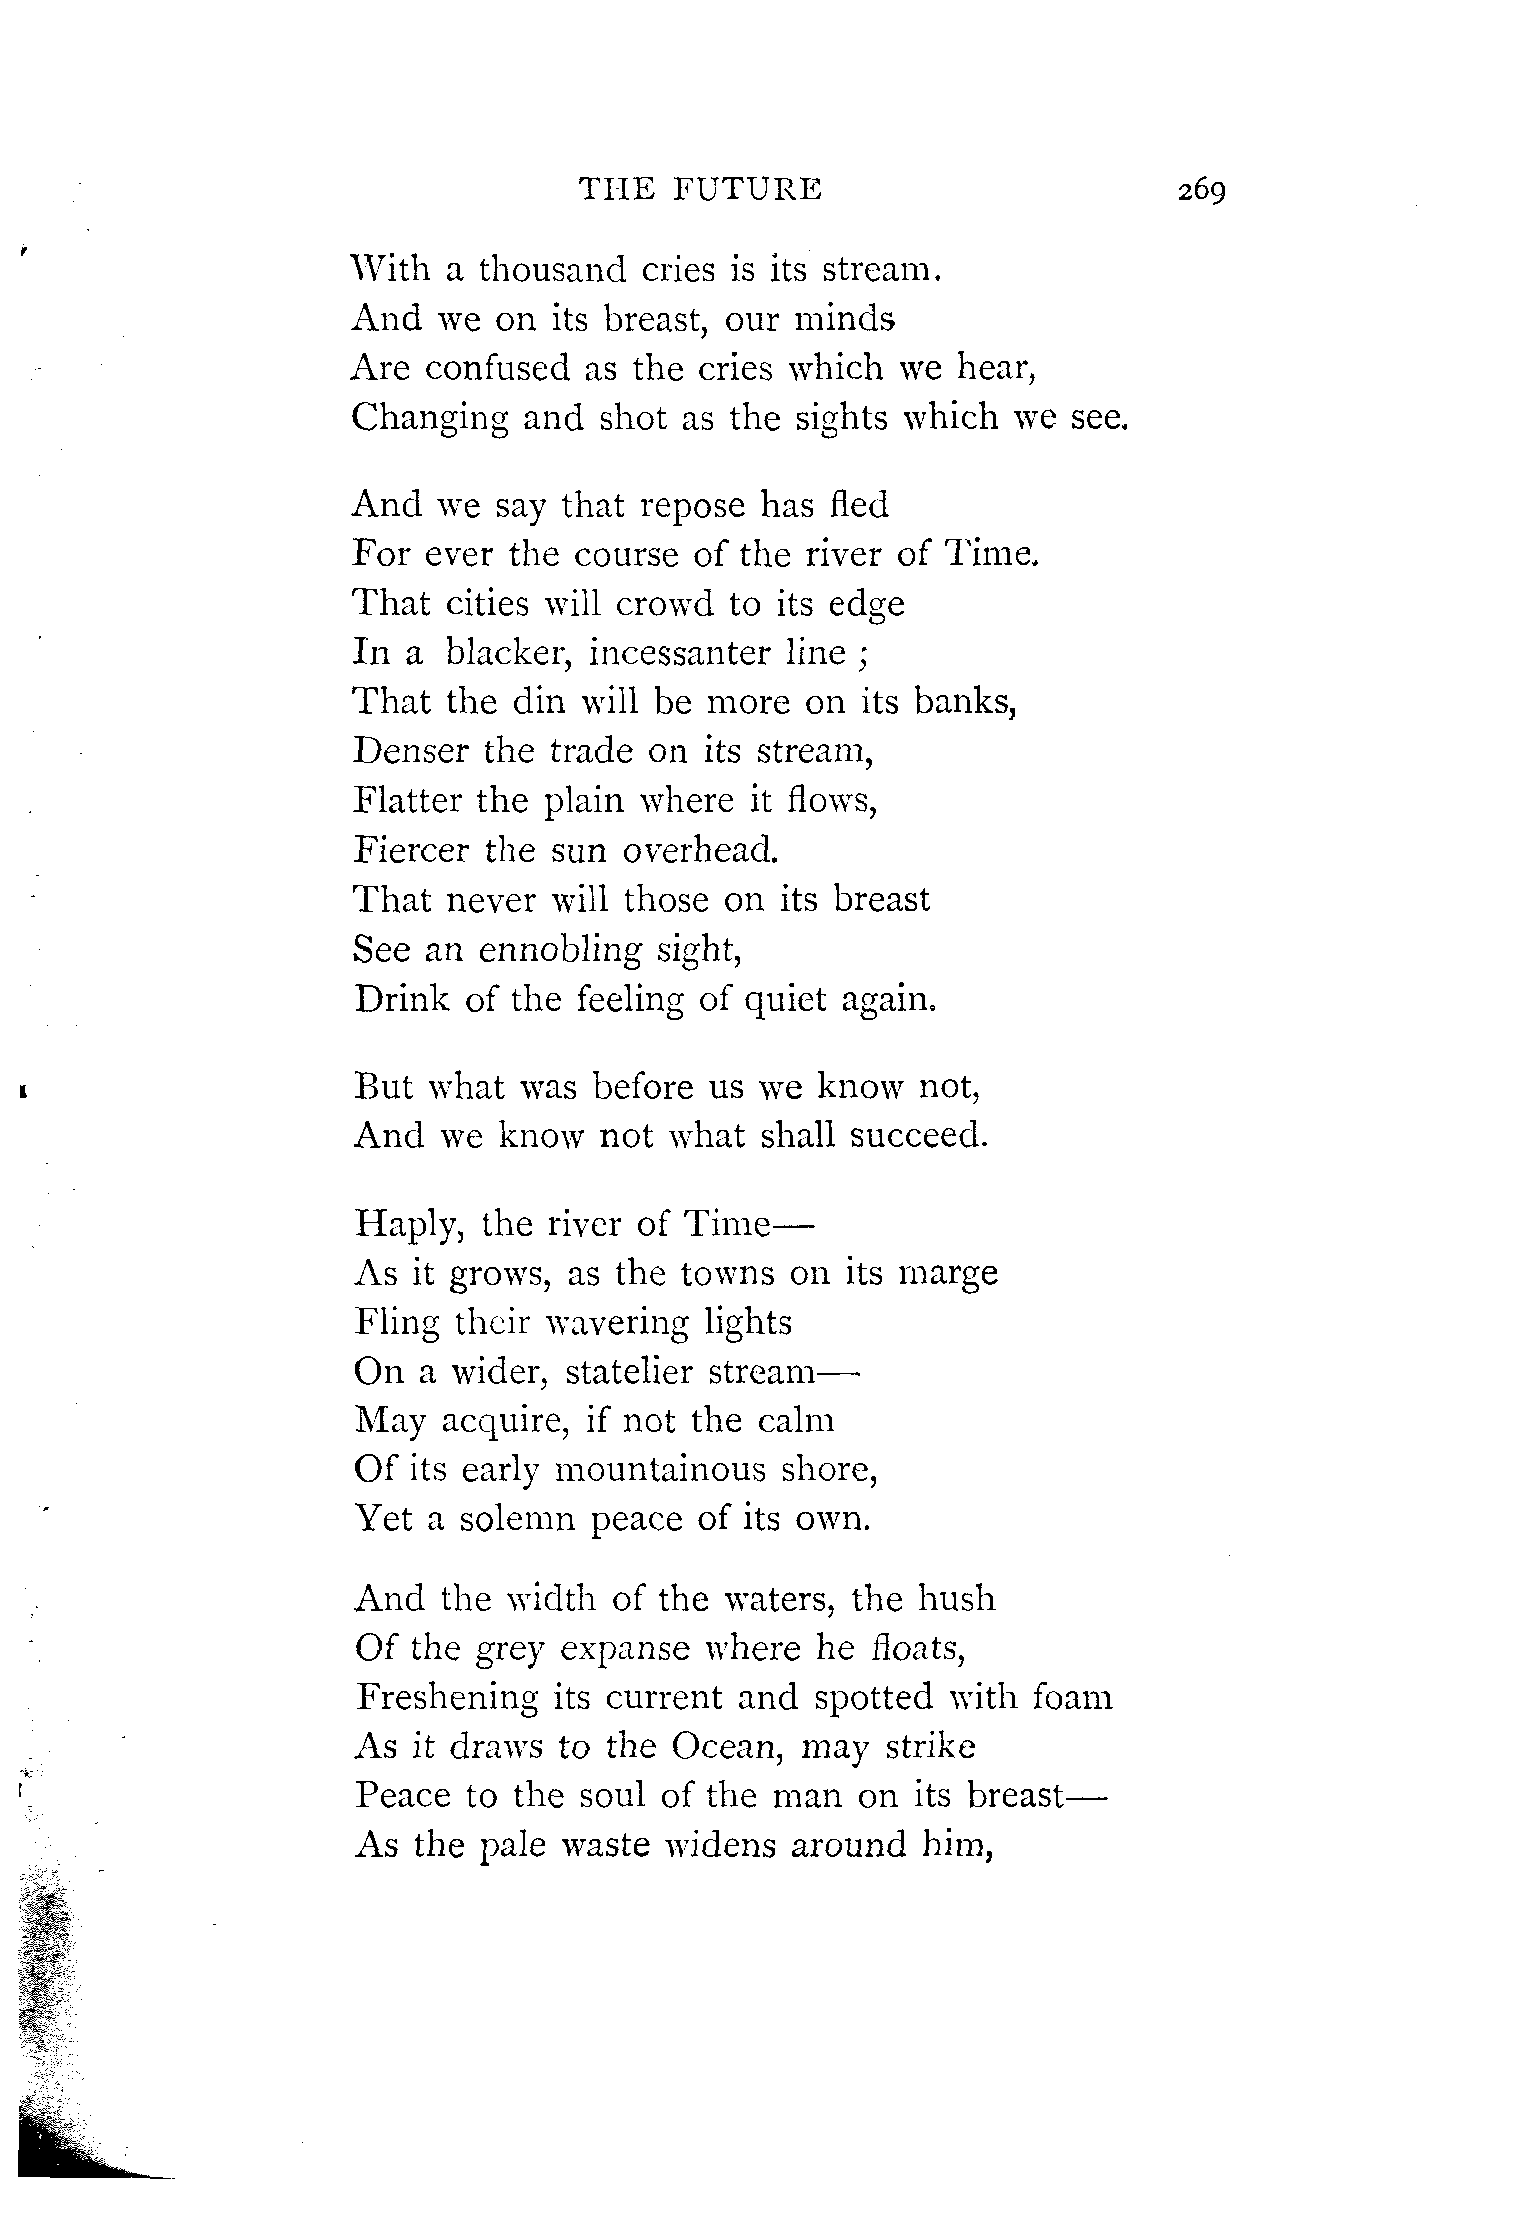 THE FUTURE 269
With a thousand cries is its stream.
And we on its breast, our minds
Are confused as the cries which we hear,
Changing and shot as the sights which we see.
And we say that repose has fled
For ever the course of the river of Time.
That cities will crowd to its edge
In a blacker, incessanter line ;
That the din will be more on its banks,
Denser the trade on its stream,
Flatter the plain where it flows,
Fiercer the sun overhead.
That never will those on its breast
See an ennobling sight,
Drink of the feeling of quiet again.
But what was before us we know not,
And we know not what shall succeed.
Haply, the river of Time—
As it grows, as the towns on its marge
Fling their wavering lights
On a wider, statelier stream—
May acquire, if not the calm
Of its early mountainous shore,
Yet a solemn peace of its own.
And the width of the waters, the hush
Of the grey expanse where he floats,
Freshening its current and spotted with foam
As it draws to the Ocean, may strike
Peace to the soul of the man on its breast—
As the pale waste widens around him,